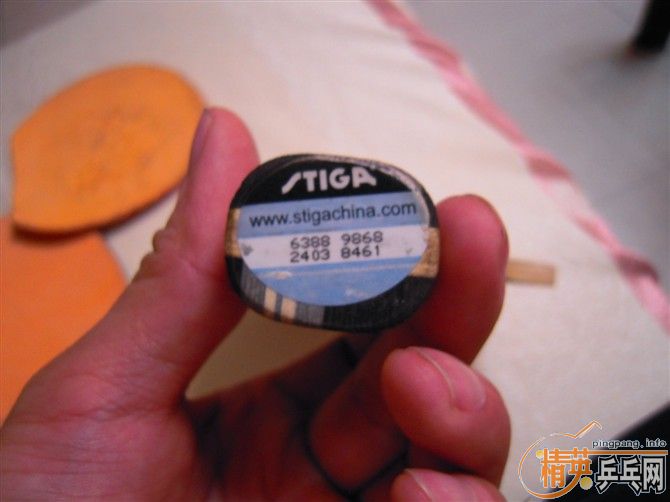 STIGA
www.stigachina.com
6388 9868
2403 8461
pingpang.info
精英乒乓网